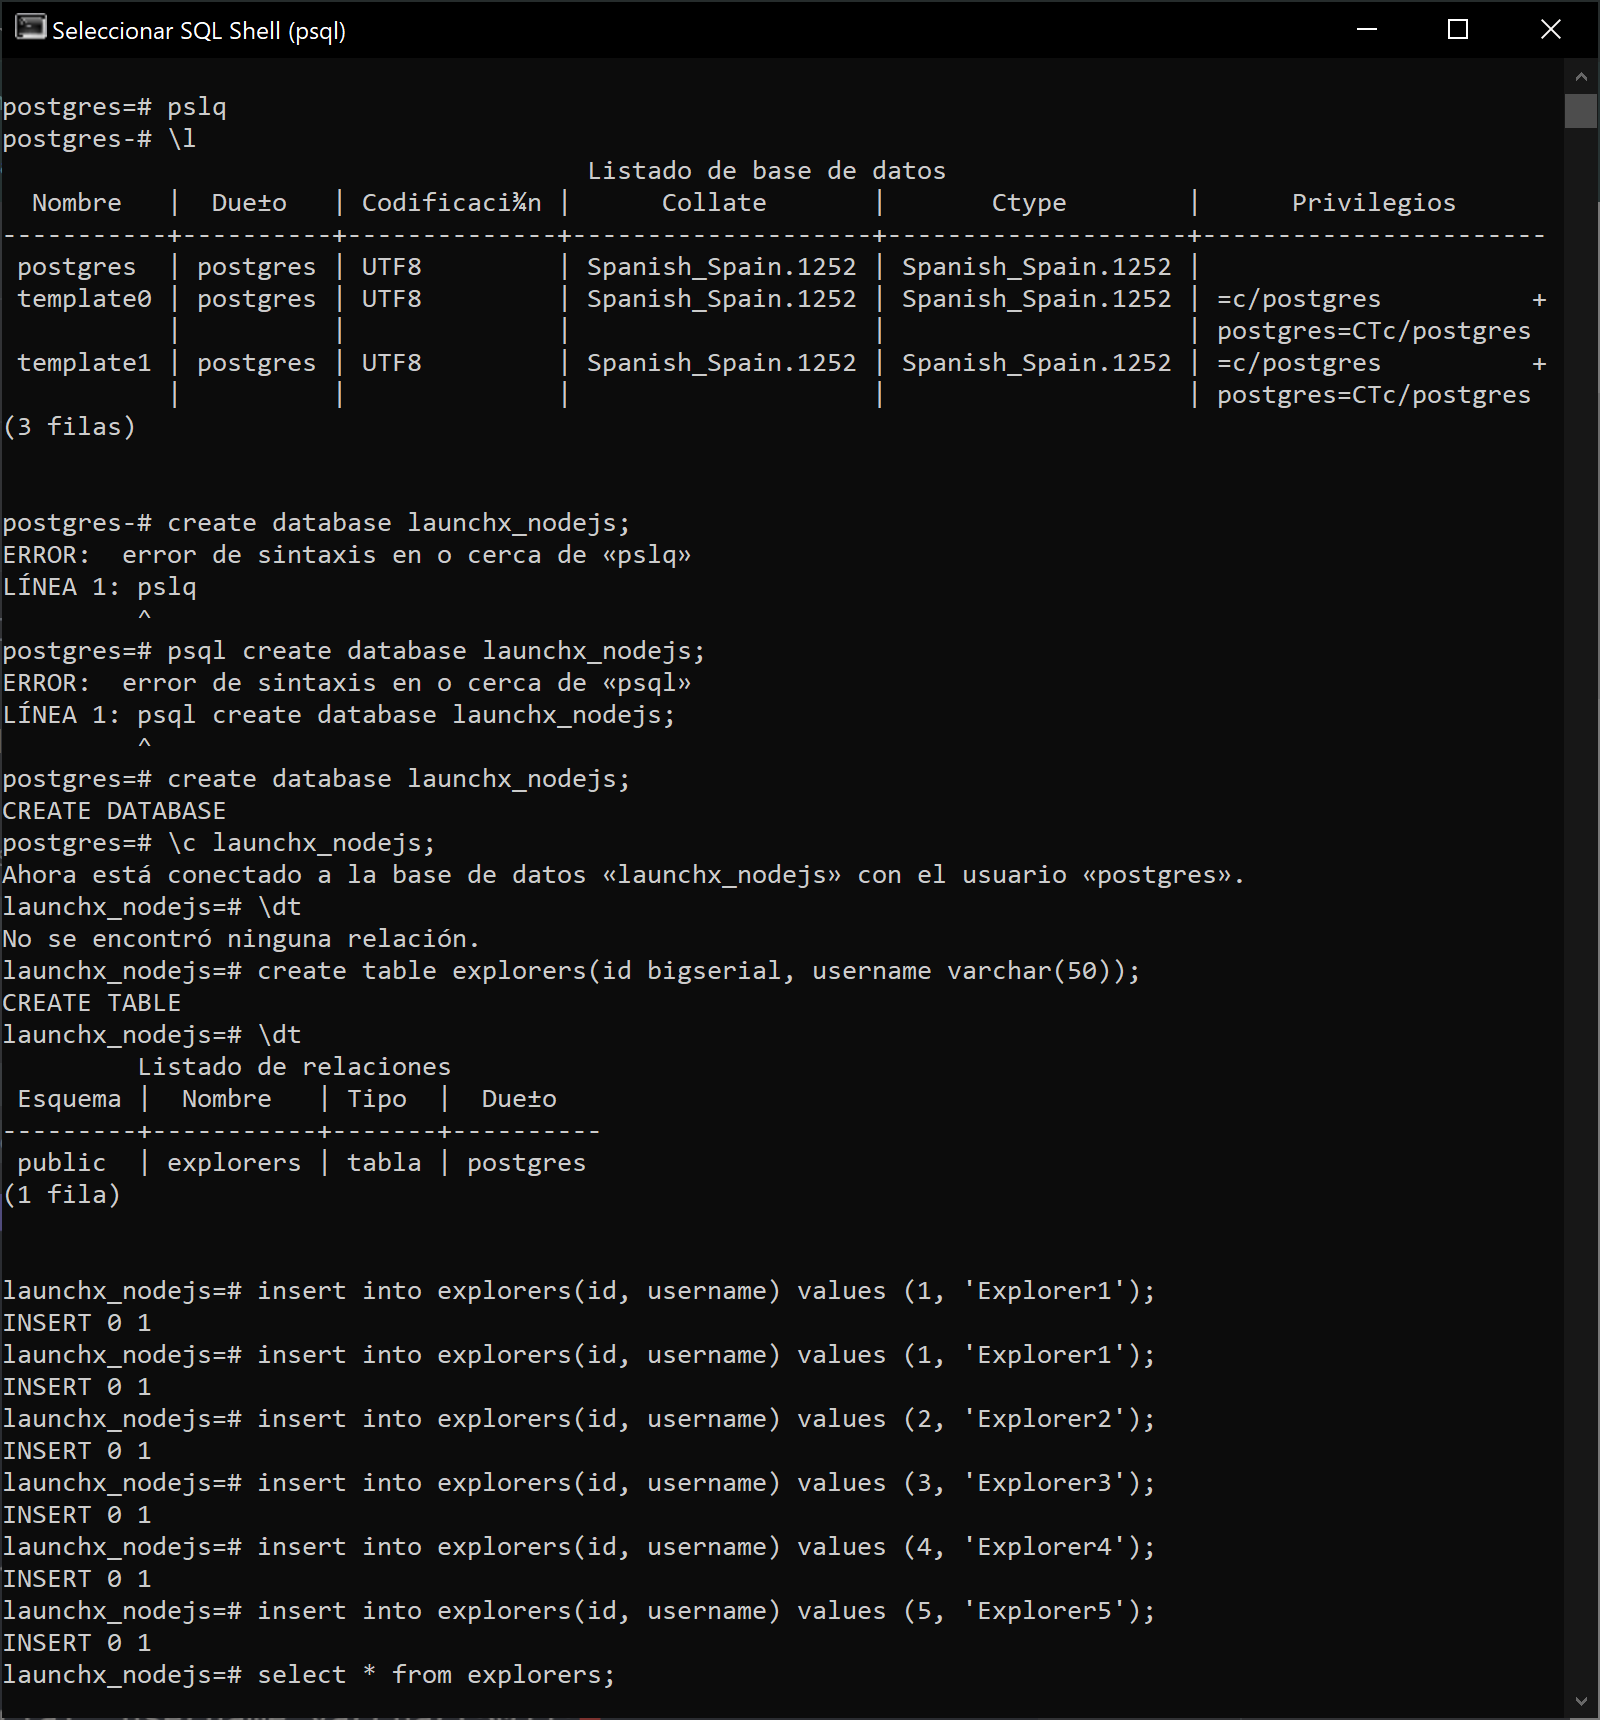 Seleccionar SQL Shell (psql)
postgres=# pslq
postgres-# \l
                                       Listado de base de datos
  Nombre   |  Due±o   | Codificaci¾n |      Collate       |       Ctype        |      Privilegios
-----------+----------+--------------+--------------------+--------------------+-----------------------
 postgres  | postgres | UTF8         | Spanish_Spain.1252 | Spanish_Spain.1252 |
 template0 | postgres | UTF8         | Spanish_Spain.1252 | Spanish_Spain.1252 | =c/postgres          +
           |          |              |                    |                    | postgres=CTc/postgres
 template1 | postgres | UTF8         | Spanish_Spain.1252 | Spanish_Spain.1252 | =c/postgres          +
           |          |              |                    |                    | postgres=CTc/postgres
(3 filas)
postgres-# create database launchx_nodejs;
ERROR:  error de sintaxis en o cerca de «pslq»
LÍNEA 1: pslq
         ^
postgres=# psql create database launchx_nodejs;
ERROR:  error de sintaxis en o cerca de «psql»
LÍNEA 1: psql create database launchx_nodejs;
         ^
postgres=# create database launchx_nodejs;
CREATE DATABASE
postgres=# \c launchx_nodejs;
Ahora está conectado a la base de datos «launchx_nodejs» con el usuario «postgres».
launchx_nodejs=# \dt
No se encontró ninguna relación.
launchx_nodejs=# create table explorers(id bigserial, username varchar(50));
CREATE TABLE
launchx_nodejs=# \dt
         Listado de relaciones
 Esquema |  Nombre   | Tipo  |  Due±o
---------+-----------+-------+----------
 public  | explorers | tabla | postgres
(1 fila)
launchx_nodejs=# insert into explorers(id, username) values (1, 'Explorer1');
INSERT 0 1
launchx_nodejs=# insert into explorers(id, username) values (1, 'Explorer1');
INSERT 0 1
launchx_nodejs=# insert into explorers(id, username) values (2, 'Explorer2');
INSERT 0 1
launchx_nodejs=# insert into explorers(id, username) values (3, 'Explorer3');
INSERT 0 1
launchx_nodejs=# insert into explorers(id, username) values (4, 'Explorer4');
INSERT 0 1
launchx_nodejs=# insert into explorers(id, username) values (5, 'Explorer5');
INSERT 0 1
launchx_nodejs=# select * from explorers;